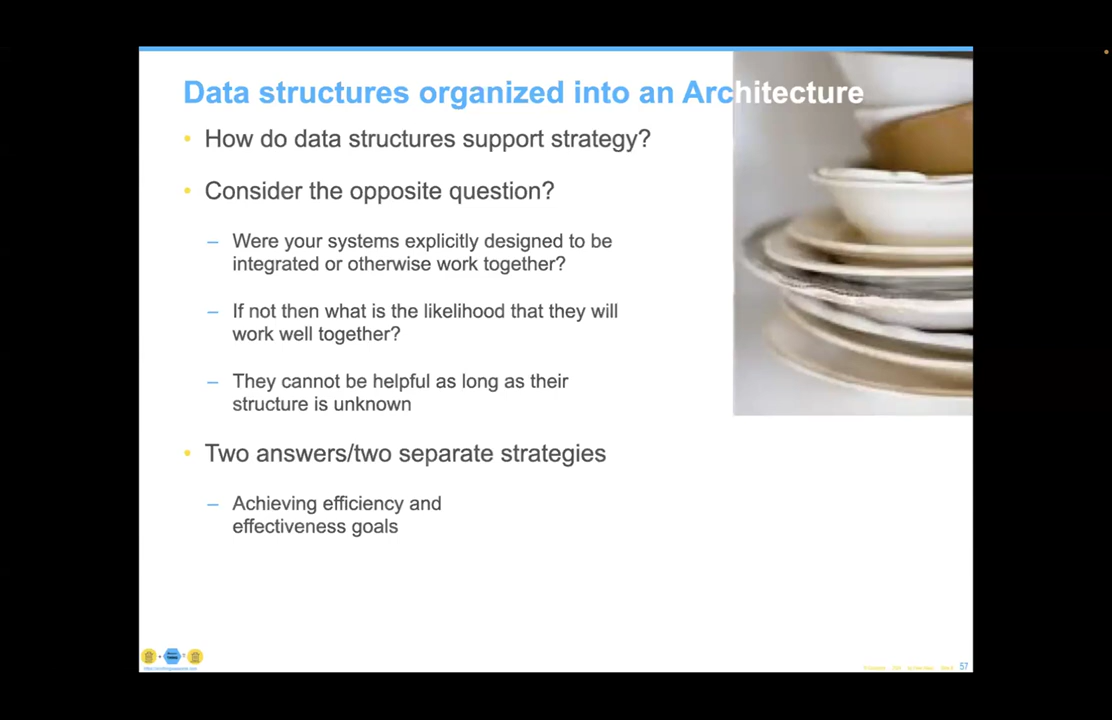 Data structures organized into an Architecture
• How do data structures support strategy?
• Consider the opposite question?
– Were your systems explicitly designed to be
integrated or otherwise work together?
– If not then what is the likelihood that they will
work well together?
– They cannot be helpful as long as their
structure is unknown
• Two answers/two separate strategies
– Achieving efficiency and
effectiveness goals
57